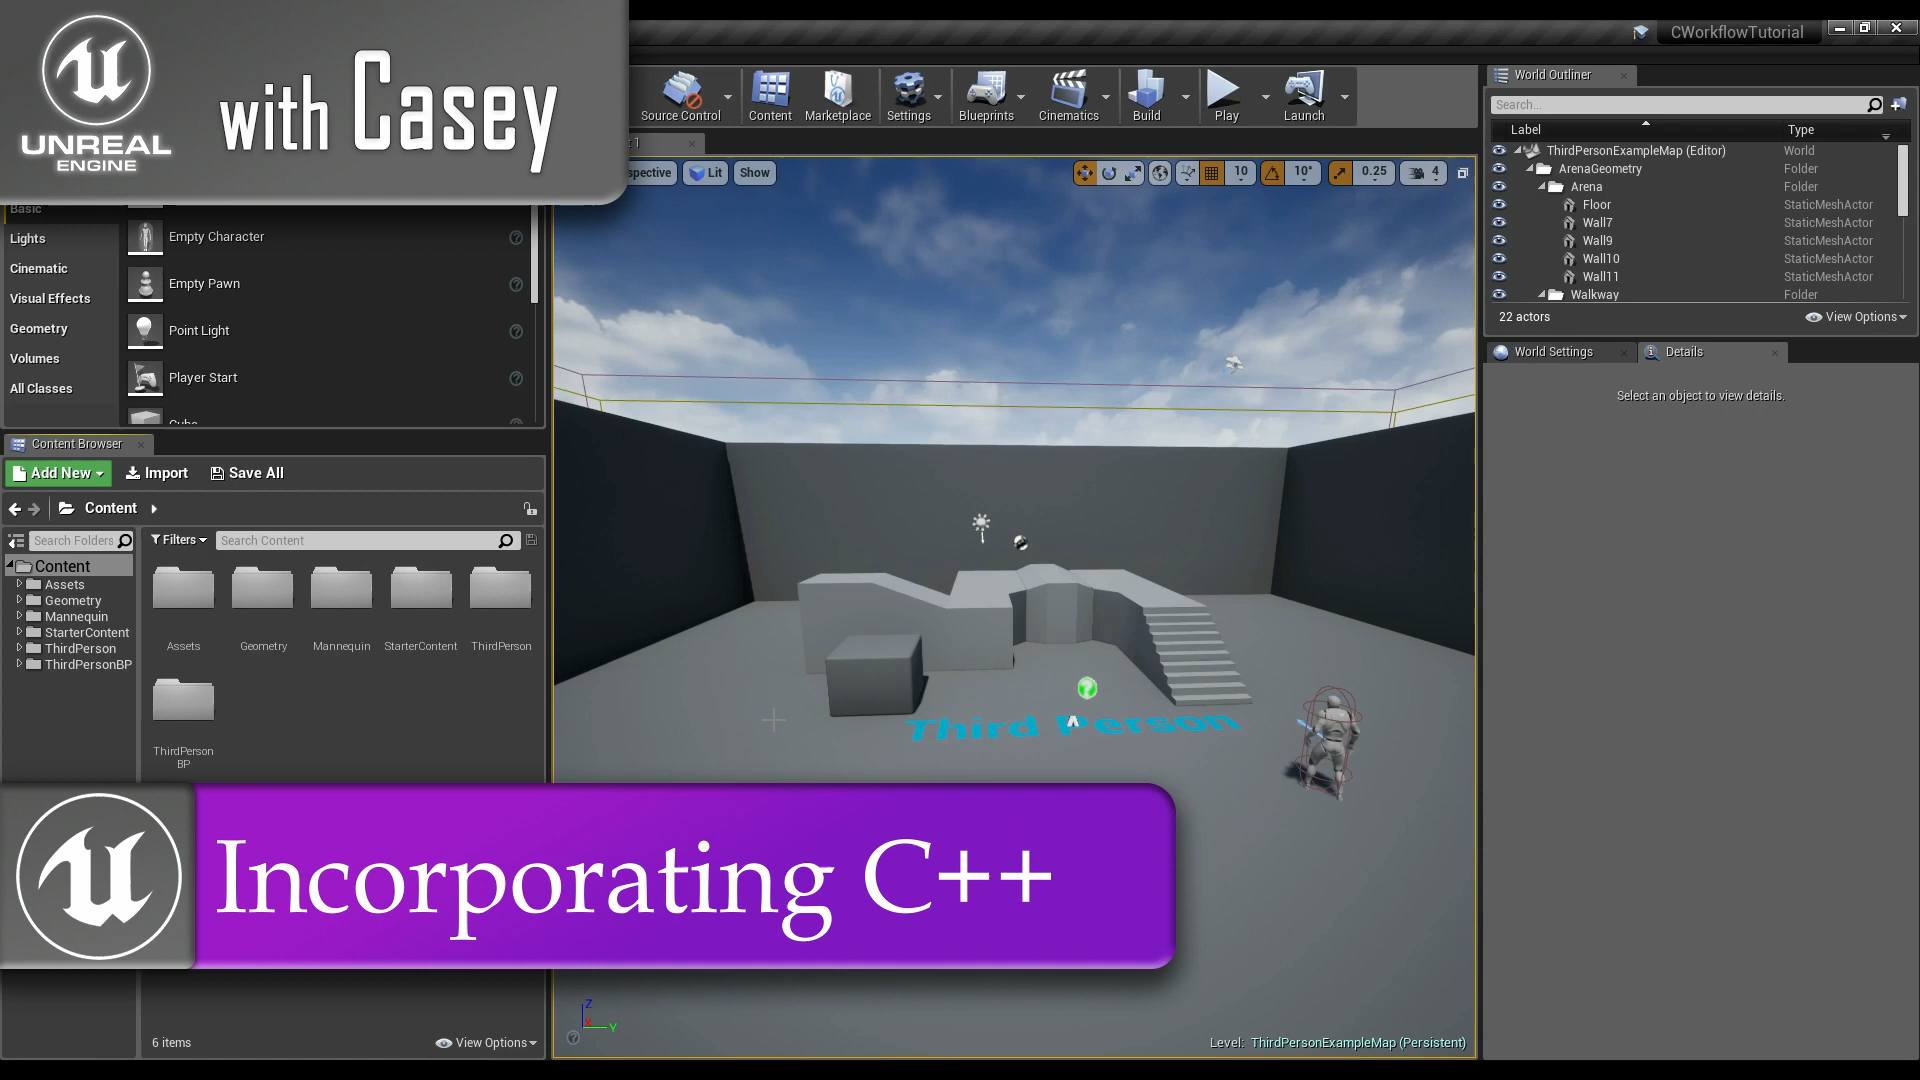 UNREAL
ENGINE
with Casey
CWorkflowTutorial
Source Control
Content
Marketplace
Settings
Blueprints
Cinematics
Build
Play
Launch
World Outliner
Search...
Label
Type
ThirdPersonExampleMap (Editor)
World
ArenaGeometry
Folder
Arena
Folder
Floor
StaticMeshActor
Wall7
StaticMeshActor
Wall9
StaticMeshActor
Wall10
StaticMeshActor
Wall11
StaticMeshActor
Walkway
Folder
22 actors
View Options
World Settings
Details
Select an object to view details.
spective
Lit
Show
10
10°
0.25
4
Basic
Lights
Cinematic
Visual Effects
Geometry
Volumes
All Classes
Empty Character
Empty Pawn
Point Light
Player Start
Cube
Content Browser
Add New
Import
Save All
Content
Search Folders
Filters
Search Content
Content
Assets
Geometry
Mannequin
StarterContent
ThirdPerson
ThirdPersonBP
Assets
Geometry
Mannequin
StarterContent
ThirdPerson
ThirdPerson
BP
Third Person
Incorporating C++
Z
X
Y
6 items
View Options
Level: ThirdPersonExampleMap (Persistent)